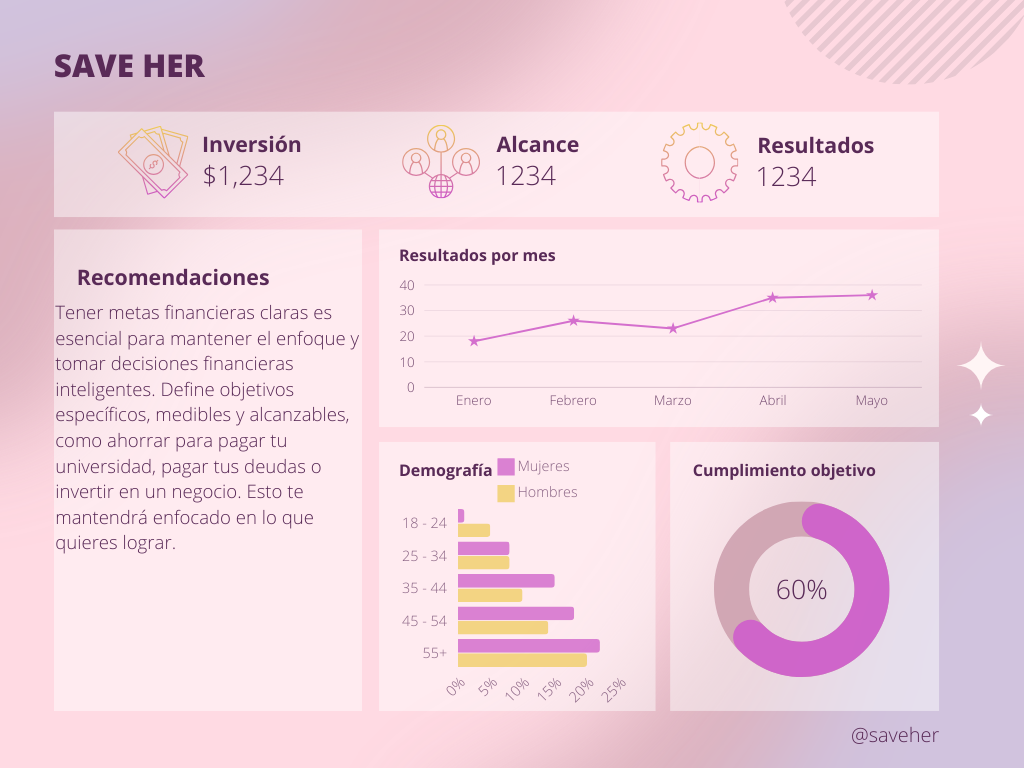 SAVE HER
Inversión
$1,234
Alcance
1234
Resultados
1234
Recomendaciones
Tener metas financieras claras es
esencial para mantener el enfoque y
tomar decisiones financieras
inteligentes. Define objetivos
específicos, medibles y alcanzables,
como ahorrar para pagar tu
universidad, pagar tus deudas o
invertir en un negocio. Esto te
mantendrá enfocado en lo que
quieres lograr.
Resultados por mes
40
30
20
10
0
Enero Febrero Marzo Abril Mayo
Demografía
Mujeres
Hombres
18 - 24
25 - 34
35 - 44
45 - 54
55+
0% 5% 10% 15% 20% 25%
Cumplimiento objetivo
60%
@saveher